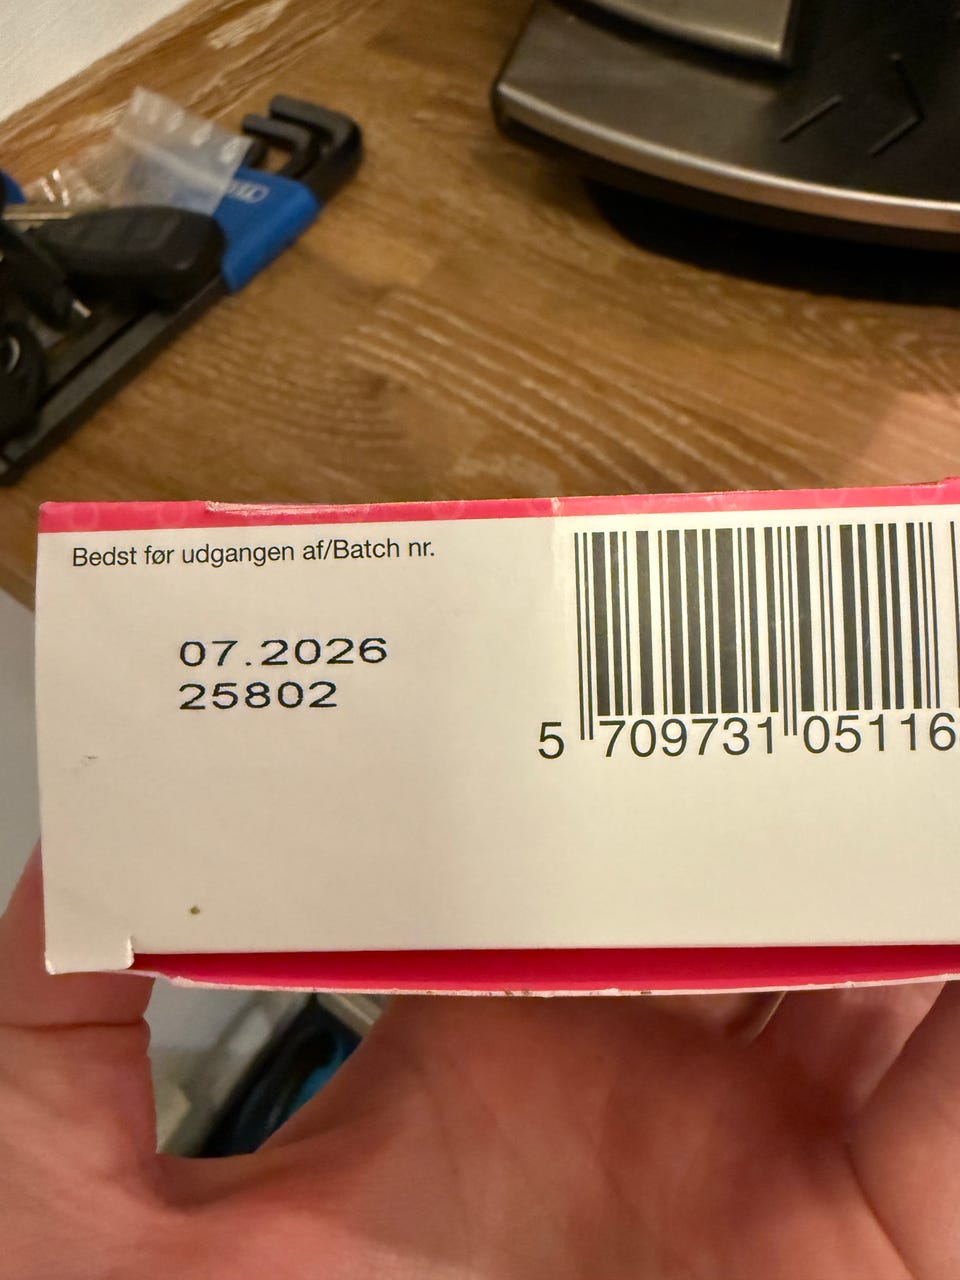 Bedst før udgangen af/Batch nr.
07.2026
25802
5 709731 05116